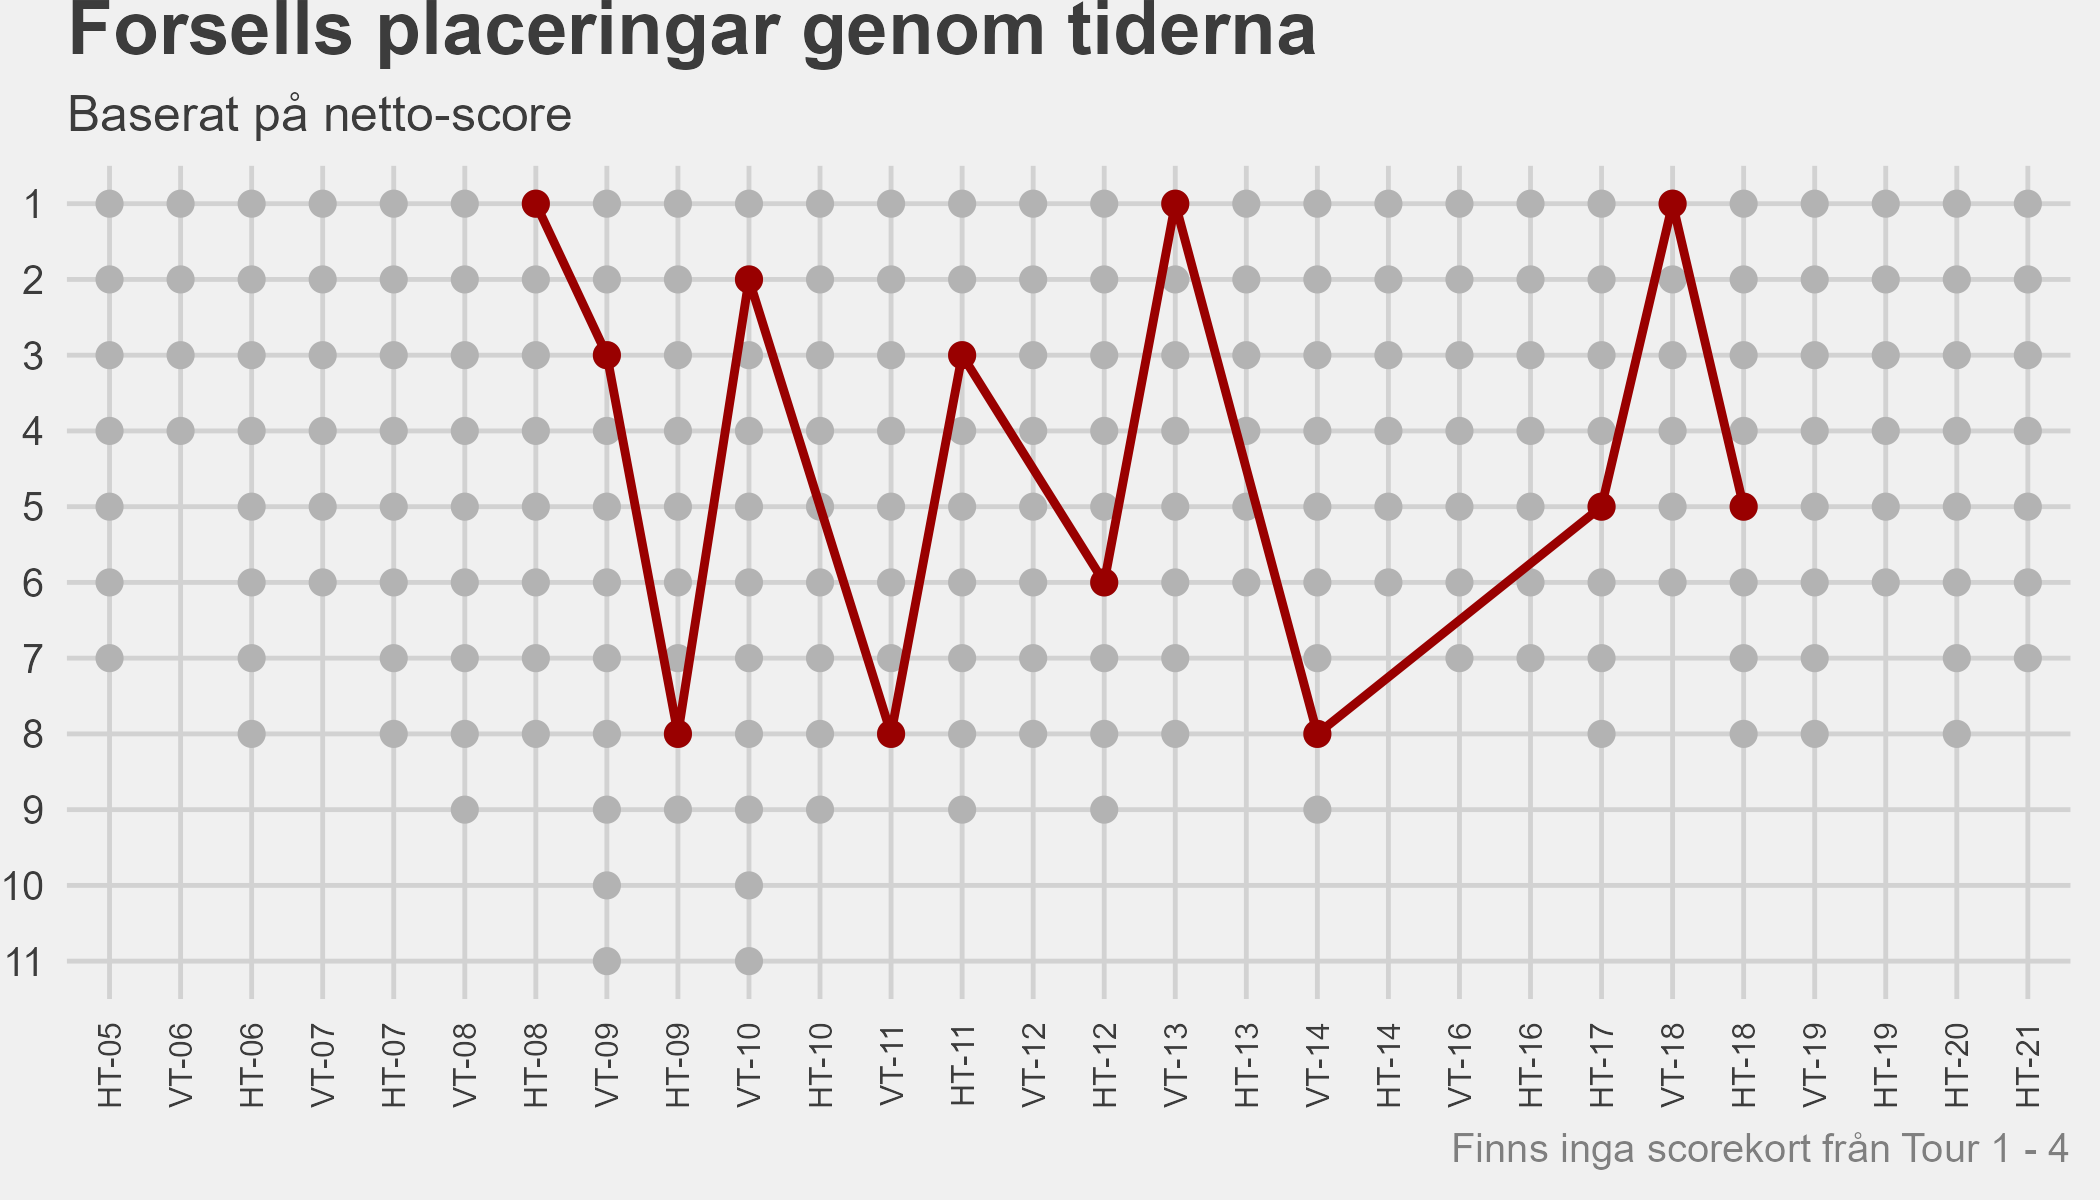 Forsells placeringar genom tiderna
Baserat på netto-score
1
2
3
4
5
6
7
8
9
10
11
HT-05
VT-06
HT-06
VT-07
HT-07
VT-08
HT-08
VT-09
HT-09
VT-10
HT-10
VT-11
HT-11
VT-12
HT-12
VT-13
HT-13
VT-14
HT-14
VT-16
HT-16
HT-17
VT-18
HT-18
VT-19
HT-19
HT-20
HT-21
Finns inga scorekort från Tour 1 - 4